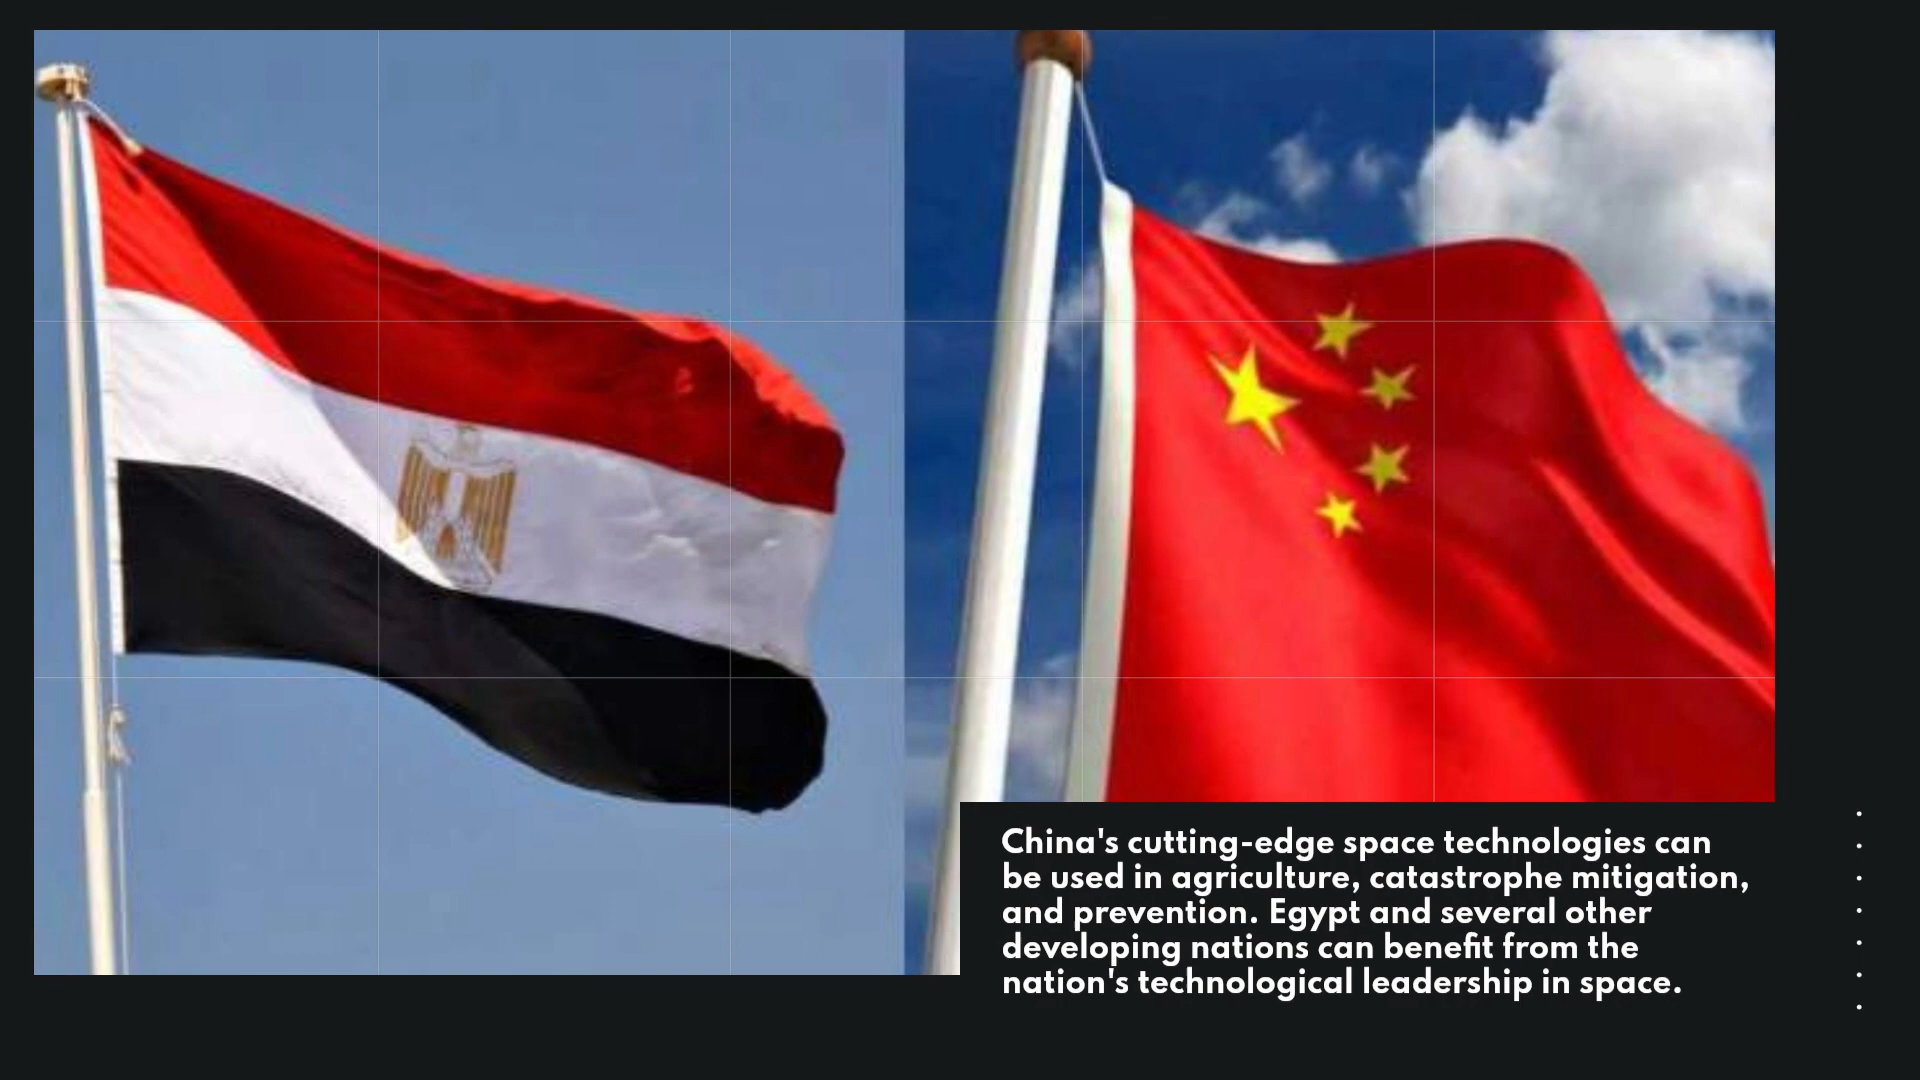 China's cutting-edge space technologies can
be used in agriculture, catastrophe mitigation,
and prevention. Egypt and several other
developing nations can benefit from the
nation's technological leadership in space.